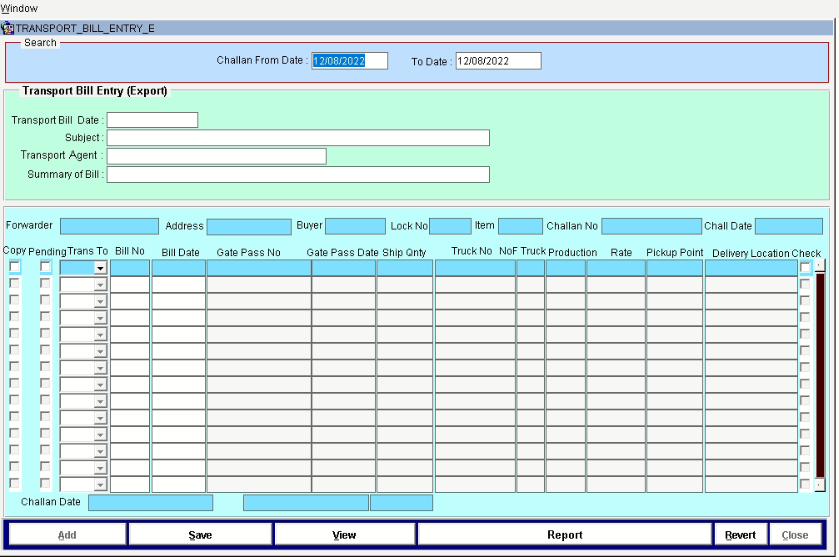 Window
TRANSPORT_BILL_ENTRY_E
Search
Challan From Date : 12/08/2022 To Date : 12/08/2022
Transport Bill Entry (Export)
Transport Bill Date :
Subject :
Transport Agent :
Summary of Bill :
Forwarder Address Buyer Lock No Item Challan No Chall Date
Copy Pending Trans To Bill No Bill Date Gate Pass No Gate Pass Date Ship Qnty Truck No NoF Truck Production Rate Pickup Point Delivery Location Check
Challan Date
Add Save View Report Revert Close